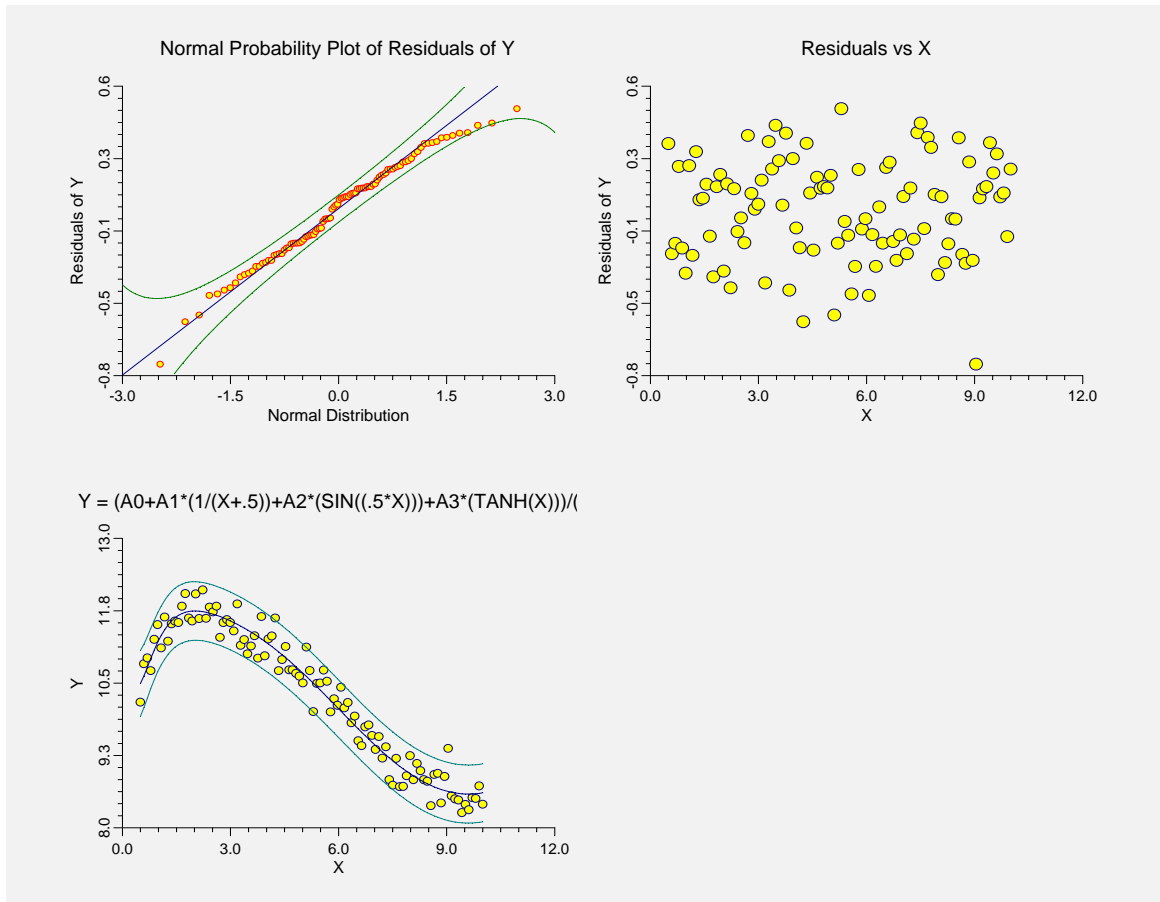 Normal Probability Plot of Residuals of Y
0.6
0.3
-0.1
-0.5
-0.8
Residuals of Y
-3.0 -1.5 0.0 1.5 3.0
Normal Distribution
Residuals vs X
0.6
0.3
-0.1
-0.5
-0.8
Residuals of Y
0.0 3.0 6.0 9.0 12.0
X
Y = (A0+A1*(1/(X+.5))+A2*(SIN((.5*X)))+A3*(TANH(X)))/(
13.0
11.8
10.5
9.3
8.0
Y
0.0 3.0 6.0 9.0 12.0
X